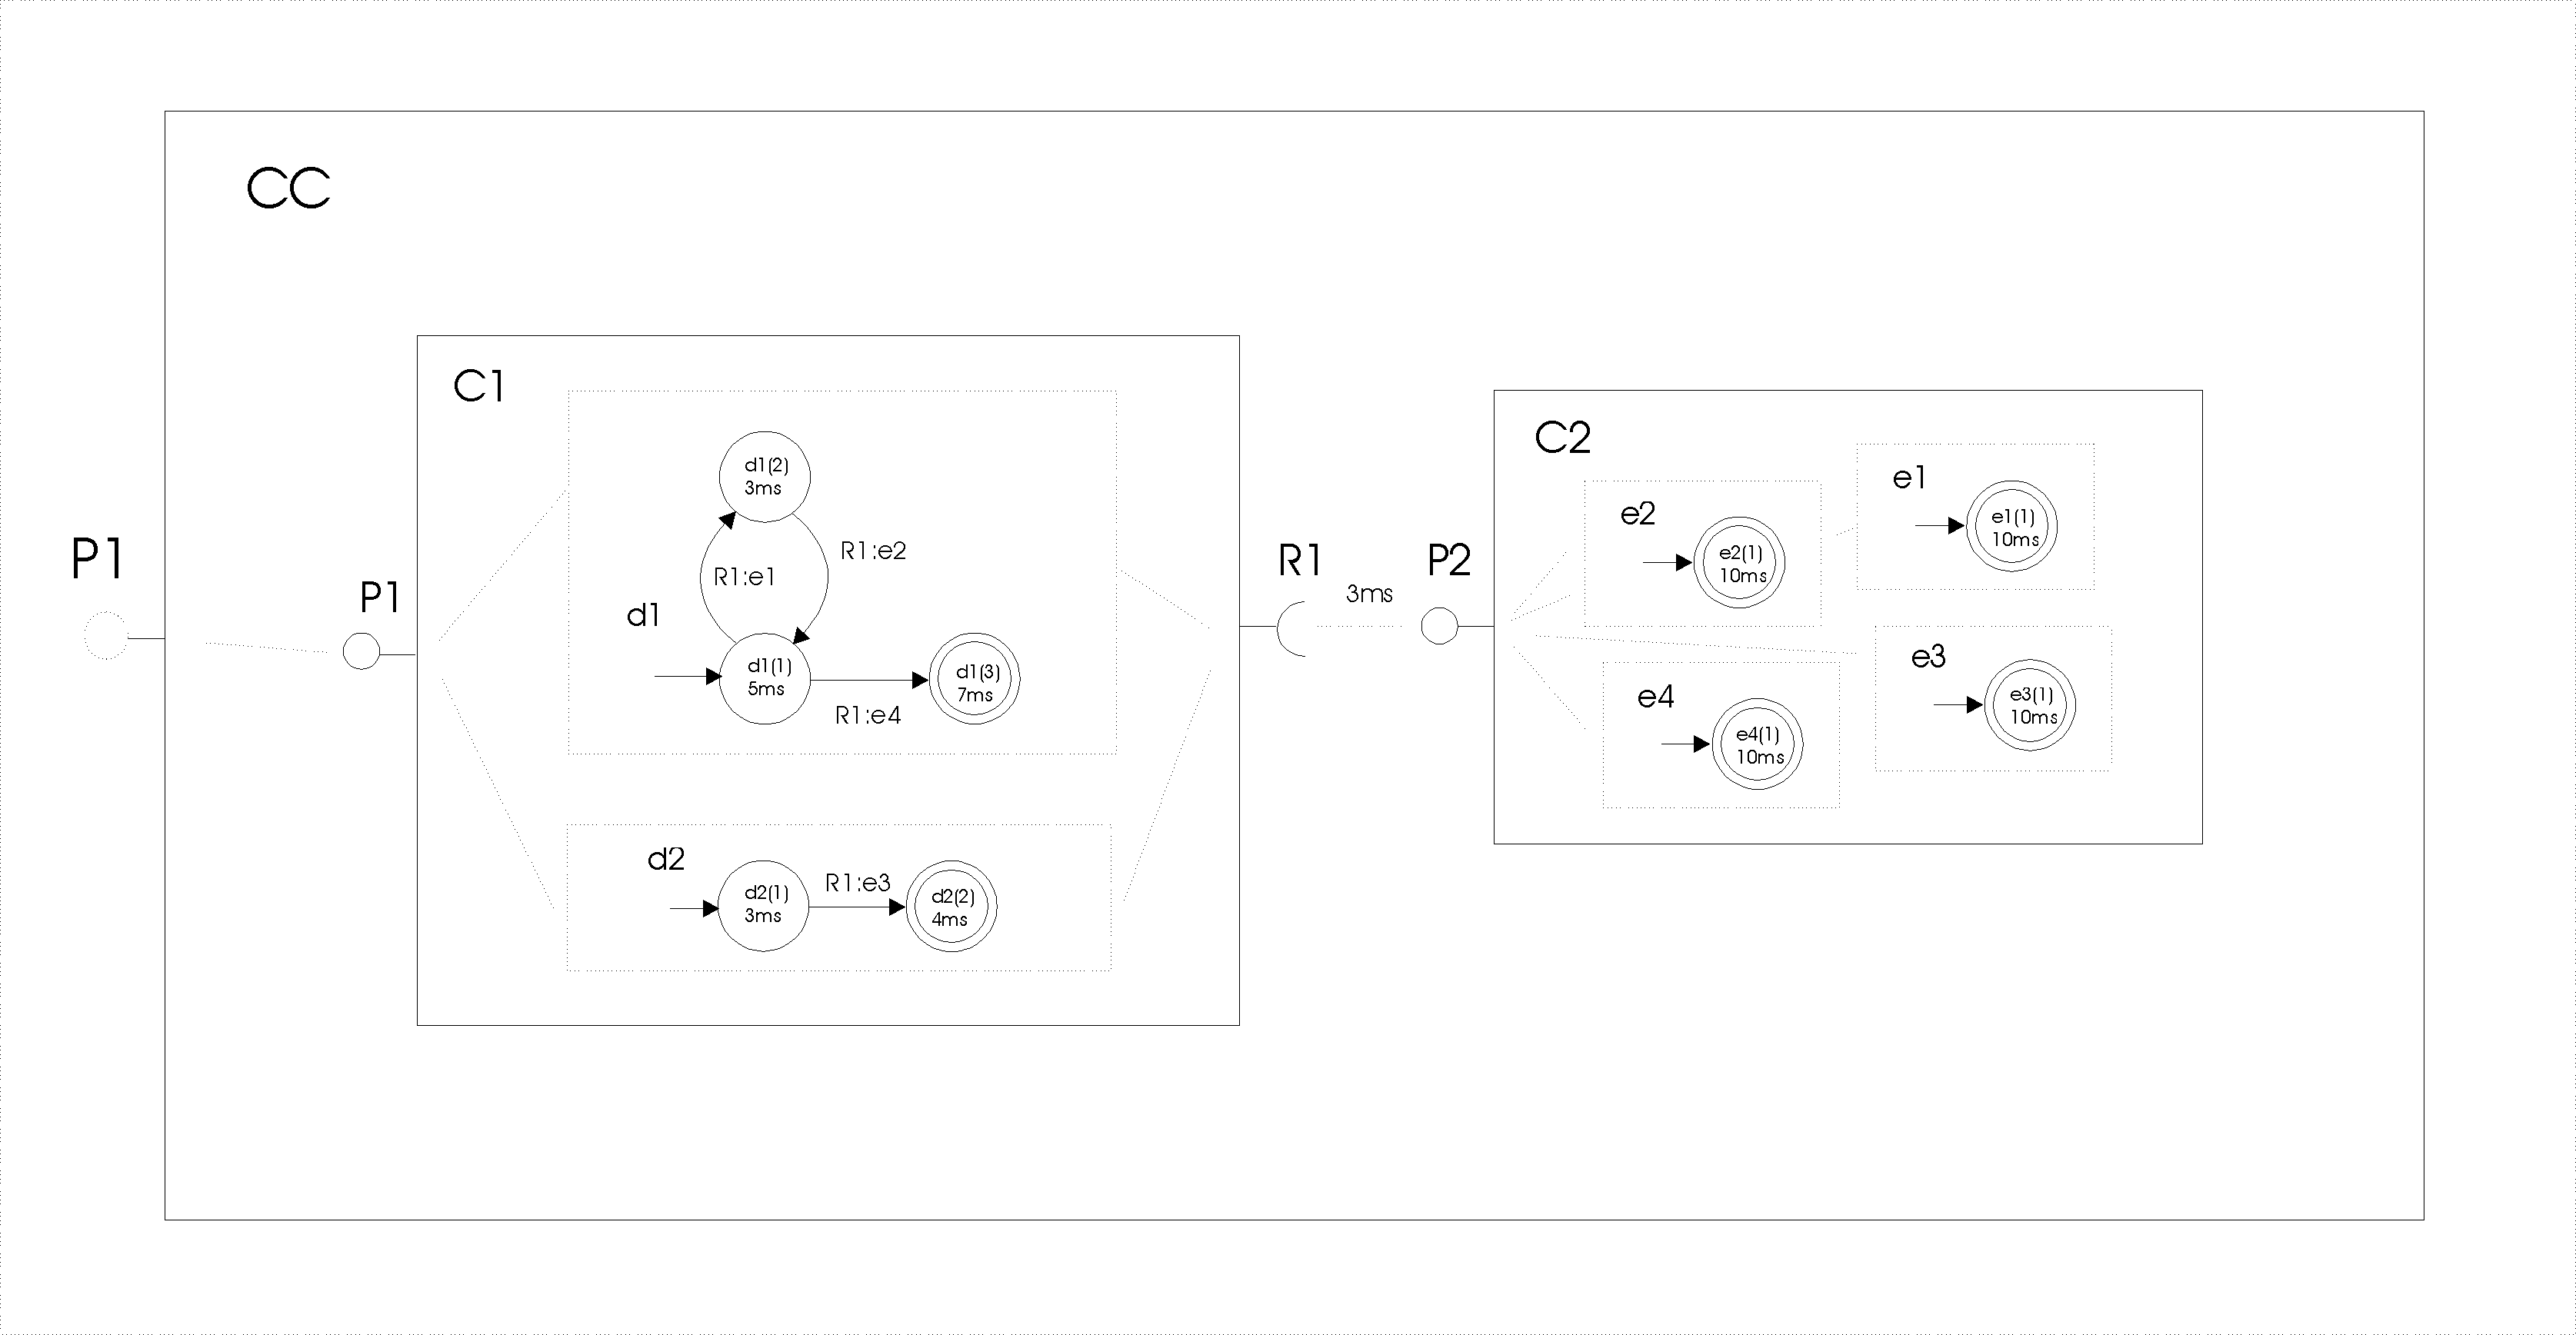 CC
C1
d1(2)
3ms
R1:e2
R1:e1
d1
d1(1)
5ms
R1:e4
d1(3)
7ms
d2
d2(1)
3ms
R1:e3
d2(2)
4ms
P1
P1
R1
3ms
P2
C2
e2
e2(1)
10ms
e1
e1(1)
10ms
e4
e4(1)
10ms
e3
e3(1)
10ms